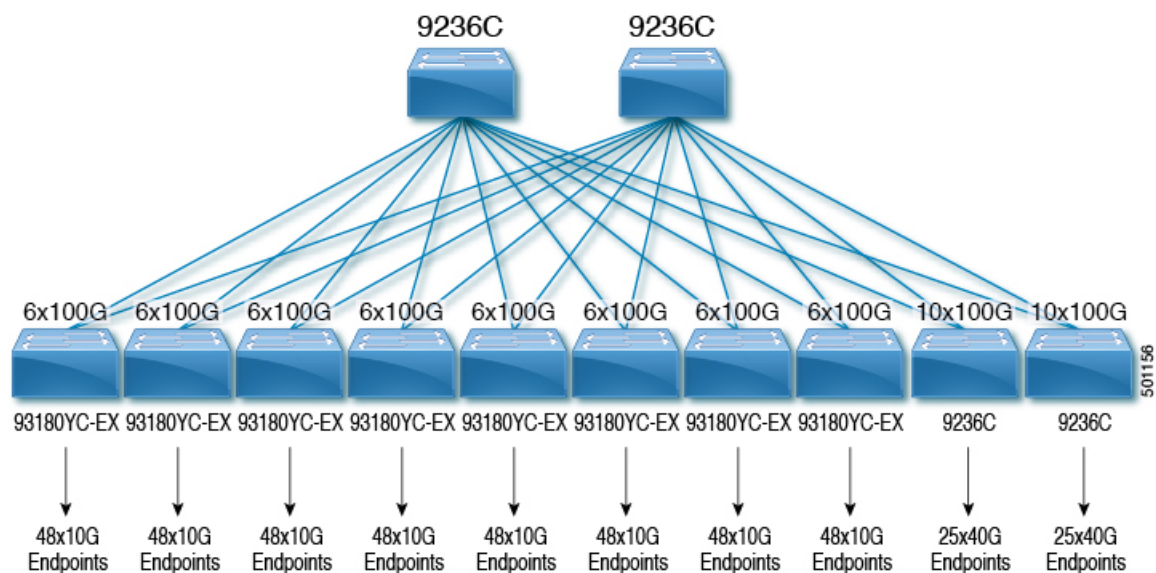 9236C 9236C
6x100G 6x100G 6x100G 6x100G 6x100G 6x100G 6x100G 6x100G 10x100G 10x100G
501156
93180YC-EX 93180YC-EX 93180YC-EX 93180YC-EX 93180YC-EX 93180YC-EX 93180YC-EX 93180YC-EX 9236C 9236C
48x10G 48x10G 48x10G 48x10G 48x10G 48x10G 48x10G 48x10G 25x40G 25x40G
Endpoints Endpoints Endpoints Endpoints Endpoints Endpoints Endpoints Endpoints Endpoints Endpoints